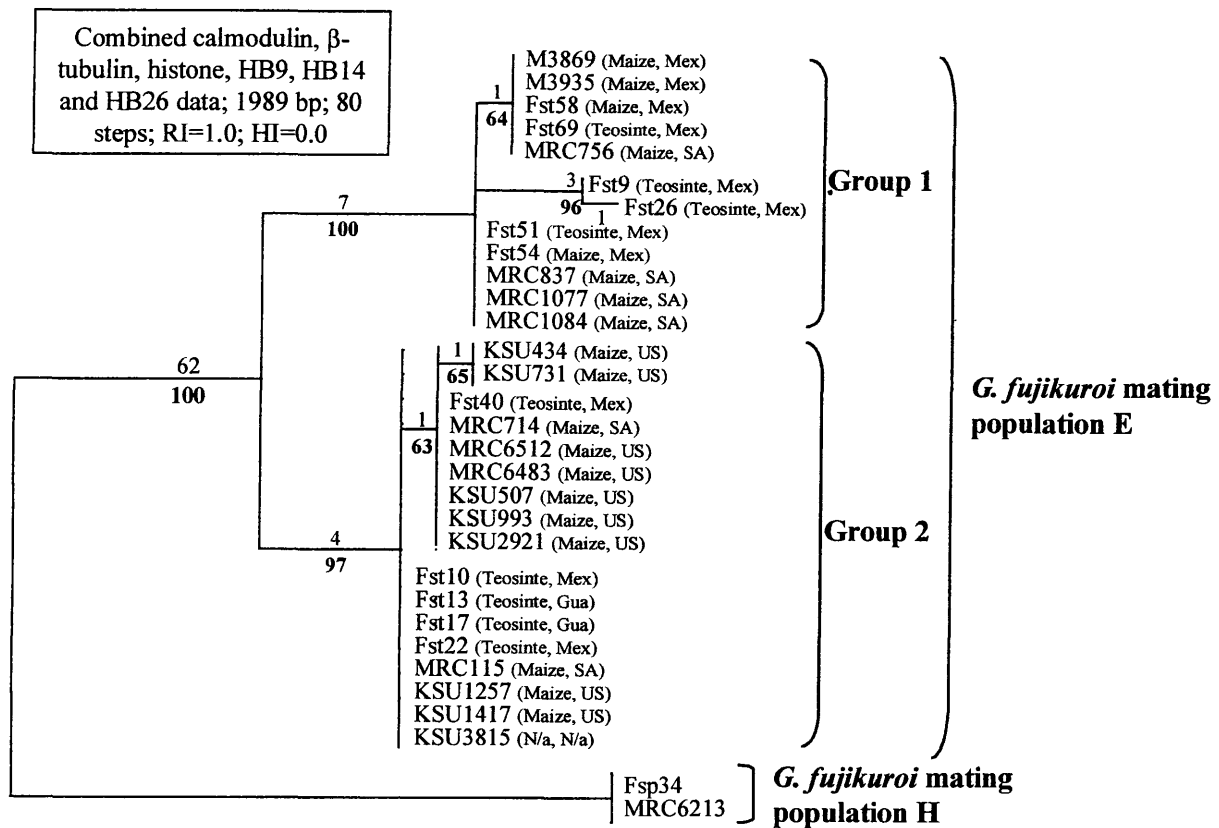 Combined calmodulin, β-
tubulin, histone, HB9, HB14
and HB26 data; 1989 bp; 80
steps; RI=1.0; HI=0.0
M3869 (Maize, Mex)
M3935 (Maize, Mex)
1
Fst58 (Maize, Mex)
64
Fst69 (Teosinte, Mex)
MRC756 (Maize, SA)
Group 1
3
Fst9 (Teosinte, Mex)
96
1
Fst26 (Teosinte, Mex)
7
100
Fst51 (Teosinte, Mex)
Fst54 (Maize, Mex)
MRC837 (Maize, SA)
MRC1077 (Maize, SA)
MRC1084 (Maize, SA)
1
KSU434 (Maize, US)
65
KSU731 (Maize, US)
62
100
G. fujikuroi mating
population E
Fst40 (Teosinte, Mex)
1
MRC714 (Maize, SA)
63
MRC6512 (Maize, US)
MRC6483 (Maize, US)
KSU507 (Maize, US)
KSU993 (Maize, US)
KSU2921 (Maize, US)
Group 2
4
97
Fst10 (Teosinte, Mex)
Fst13 (Teosinte, Gua)
Fst17 (Teosinte, Gua)
Fst22 (Teosinte, Mex)
MRC115 (Maize, SA)
KSU1257 (Maize, US)
KSU1417 (Maize, US)
KSU3815 (N/a, N/a)
Fsp34
MRC6213
G. fujikuroi mating
population H